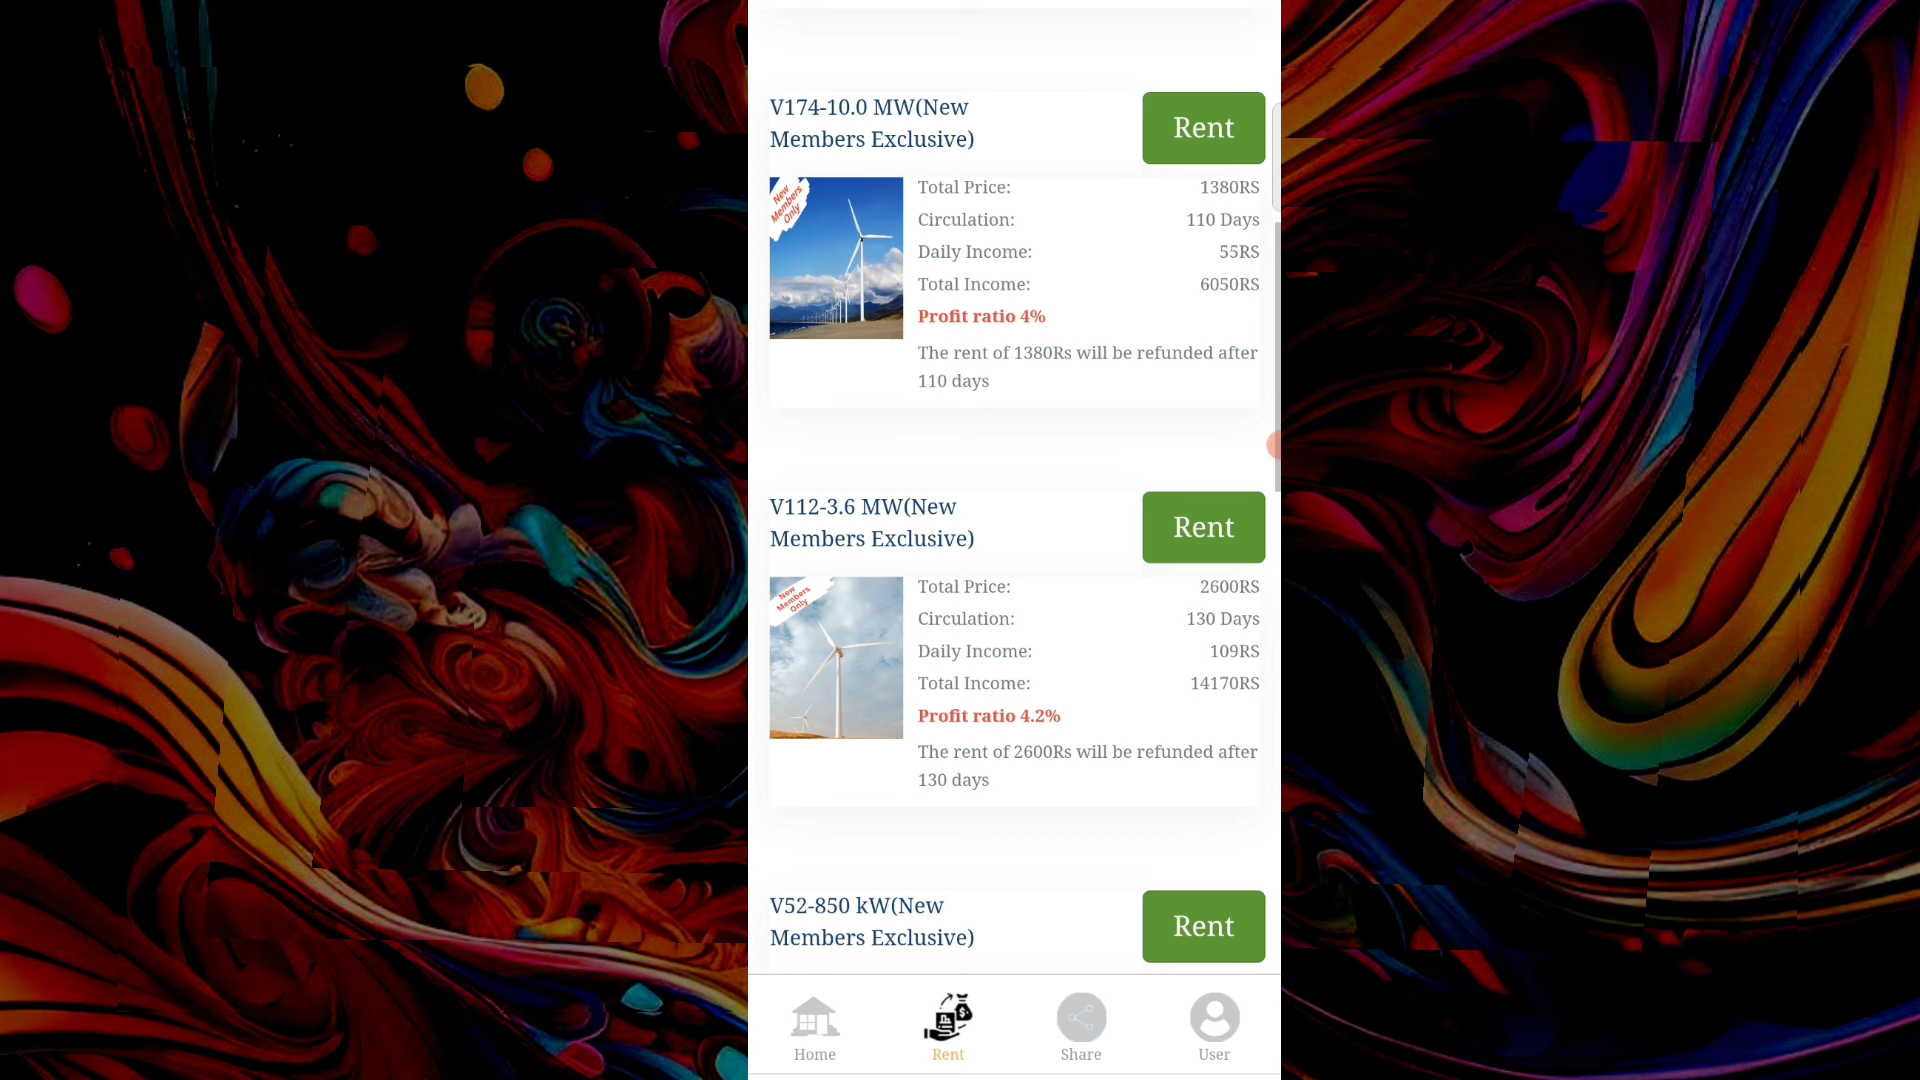 V174-10.0 MW(New
Members Exclusive)
Rent
New
Members
Only
Total Price: 1380RS
Circulation: 110 Days
Daily Income: 55RS
Total Income: 6050RS
Profit ratio 4%
The rent of 1380Rs will be refunded after
110 days
V112-3.6 MW(New
Members Exclusive)
Rent
New
Members
Only
Total Price: 2600RS
Circulation: 130 Days
Daily Income: 109RS
Total Income: 14170RS
Profit ratio 4.2%
The rent of 2600Rs will be refunded after
130 days
V52-850 kW(New
Members Exclusive)
Rent
Home Rent Share User